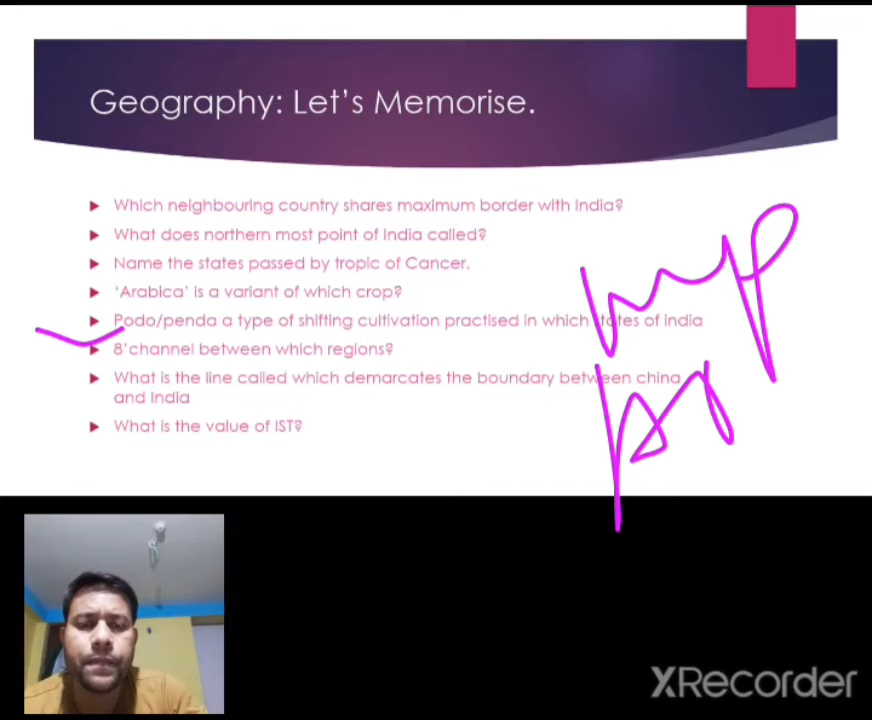 Geography: Let's Memorise.
Which neighbouring country shares maximum border with India?
What does northern most point of India called?
Name the states passed by tropic of Cancer.
'Arabica' is a variant of which crop?
Podo/penda a type of shifting cultivation practised in which states of india
8'channel between which regions?
What is the line called which demarcates the boundary between china
and India
What is the value of IST?
mp
XRecorder